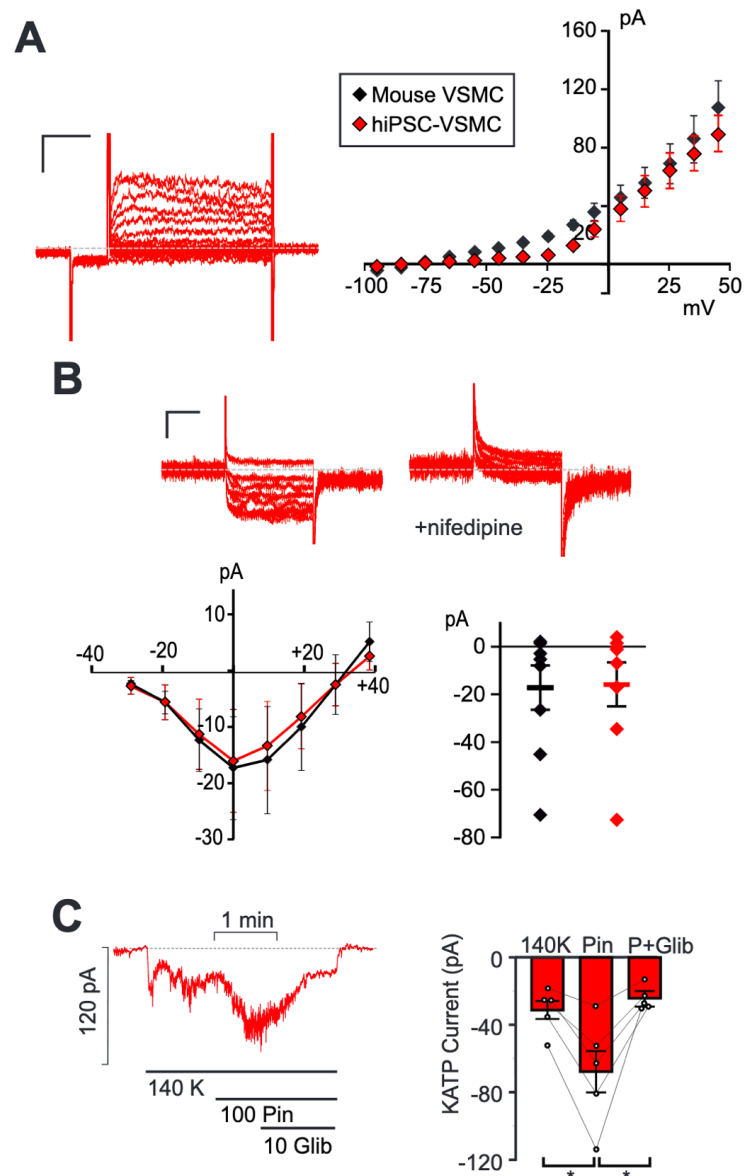 A
pA
160
Mouse VSMC
hiPSC-VSMC
120
80
20
-100 -75 -50 -25 25 50
mV
B
+nifedipine
pA
10
-40 -20 +20 +40
-10
-20
-30
pA
0
-20
-40
-60
-80
C
1 min
120 pA
140 K
100 Pin
10 Glib
140K Pin P+Glib
KATP Current (pA)
0
-40
-80
-120
* *